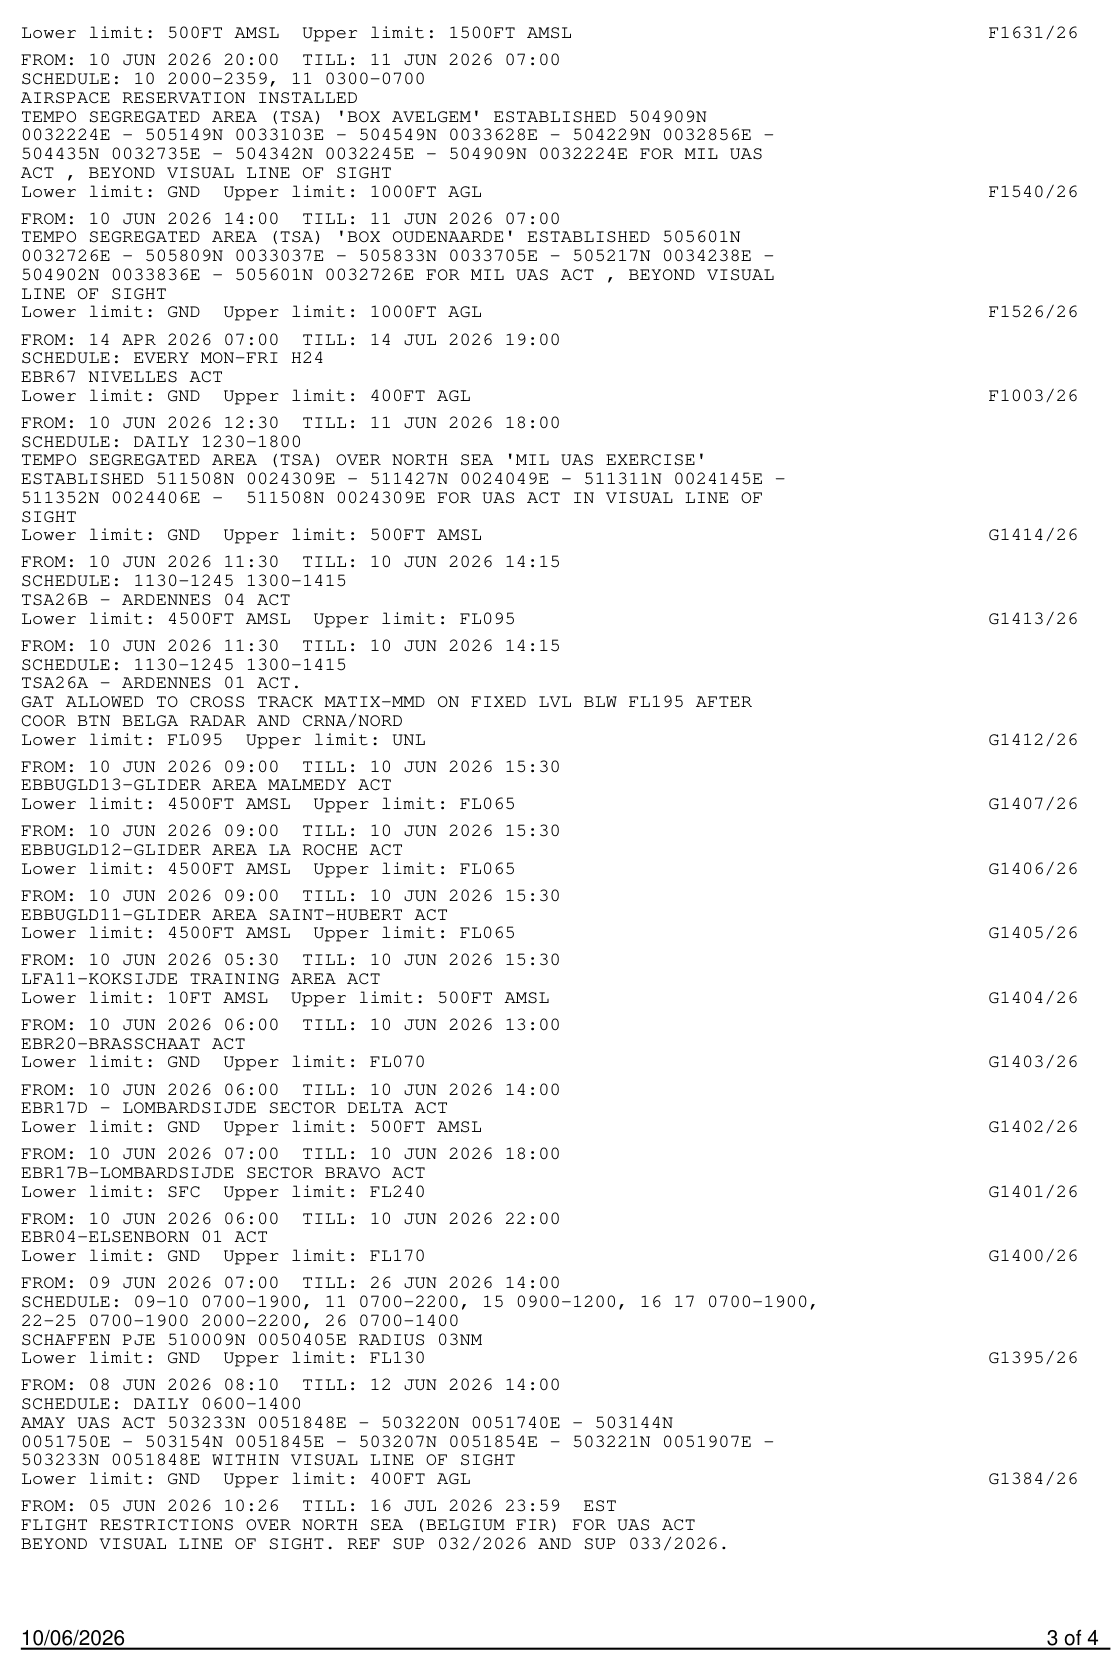 Lower limit: 500FT AMSL  Upper limit: 1500FT AMSL F1631/26
FROM: 10 JUN 2026 20:00  TILL: 11 JUN 2026 07:00
SCHEDULE: 10 2000-2359, 11 0300-0700
AIRSPACE RESERVATION INSTALLED
TEMPO SEGREGATED AREA (TSA) 'BOX AVELGEM' ESTABLISHED 504909N
0032224E - 505149N 0033103E - 504549N 0033628E - 504229N 0032856E -
504435N 0032735E - 504342N 0032245E - 504909N 0032224E FOR MIL UAS
ACT , BEYOND VISUAL LINE OF SIGHT
Lower limit: GND  Upper limit: 1000FT AGL F1540/26
FROM: 10 JUN 2026 14:00  TILL: 11 JUN 2026 07:00
TEMPO SEGREGATED AREA (TSA) 'BOX OUDENAARDE' ESTABLISHED 505601N
0032726E - 505809N 0033037E - 505833N 0033705E - 505217N 0034238E -
504902N 0033836E - 505601N 0032726E FOR MIL UAS ACT , BEYOND VISUAL
LINE OF SIGHT
Lower limit: GND  Upper limit: 1000FT AGL F1526/26
FROM: 14 APR 2026 07:00  TILL: 14 JUL 2026 19:00
SCHEDULE: EVERY MON-FRI H24
EBR67 NIVELLES ACT
Lower limit: GND  Upper limit: 400FT AGL F1003/26
FROM: 10 JUN 2026 12:30  TILL: 11 JUN 2026 18:00
SCHEDULE: DAILY 1230-1800
TEMPO SEGREGATED AREA (TSA) OVER NORTH SEA 'MIL UAS EXERCISE'
ESTABLISHED 511508N 0024309E - 511427N 0024049E - 511311N 0024145E -
511352N 0024406E -  511508N 0024309E FOR UAS ACT IN VISUAL LINE OF
SIGHT
Lower limit: GND  Upper limit: 500FT AMSL G1414/26
FROM: 10 JUN 2026 11:30  TILL: 10 JUN 2026 14:15
SCHEDULE: 1130-1245 1300-1415
TSA26B - ARDENNES 04 ACT
Lower limit: 4500FT AMSL  Upper limit: FL095 G1413/26
FROM: 10 JUN 2026 11:30  TILL: 10 JUN 2026 14:15
SCHEDULE: 1130-1245 1300-1415
TSA26A - ARDENNES 01 ACT.
GAT ALLOWED TO CROSS TRACK MATIX-MMD ON FIXED LVL BLW FL195 AFTER
COOR BTN BELGA RADAR AND CRNA/NORD
Lower limit: FL095  Upper limit: UNL G1412/26
FROM: 10 JUN 2026 09:00  TILL: 10 JUN 2026 15:30
EBBUGLD13-GLIDER AREA MALMEDY ACT
Lower limit: 4500FT AMSL  Upper limit: FL065 G1407/26
FROM: 10 JUN 2026 09:00  TILL: 10 JUN 2026 15:30
EBBUGLD12-GLIDER AREA LA ROCHE ACT
Lower limit: 4500FT AMSL  Upper limit: FL065 G1406/26
FROM: 10 JUN 2026 09:00  TILL: 10 JUN 2026 15:30
EBBUGLD11-GLIDER AREA SAINT-HUBERT ACT
Lower limit: 4500FT AMSL  Upper limit: FL065 G1405/26
FROM: 10 JUN 2026 05:30  TILL: 10 JUN 2026 15:30
LFA11-KOKSIJDE TRAINING AREA ACT
Lower limit: 10FT AMSL  Upper limit: 500FT AMSL G1404/26
FROM: 10 JUN 2026 06:00  TILL: 10 JUN 2026 13:00
EBR20-BRASSCHAAT ACT
Lower limit: GND  Upper limit: FL070 G1403/26
FROM: 10 JUN 2026 06:00  TILL: 10 JUN 2026 14:00
EBR17D - LOMBARDSIJDE SECTOR DELTA ACT
Lower limit: GND  Upper limit: 500FT AMSL G1402/26
FROM: 10 JUN 2026 07:00  TILL: 10 JUN 2026 18:00
EBR17B-LOMBARDSIJDE SECTOR BRAVO ACT
Lower limit: SFC  Upper limit: FL240 G1401/26
FROM: 10 JUN 2026 06:00  TILL: 10 JUN 2026 22:00
EBR04-ELSENBORN 01 ACT
Lower limit: GND  Upper limit: FL170 G1400/26
FROM: 09 JUN 2026 07:00  TILL: 26 JUN 2026 14:00
SCHEDULE: 09-10 0700-1900, 11 0700-2200, 15 0900-1200, 16 17 0700-1900,
22-25 0700-1900 2000-2200, 26 0700-1400
SCHAFFEN PJE 510009N 0050405E RADIUS 03NM
Lower limit: GND  Upper limit: FL130 G1395/26
FROM: 08 JUN 2026 08:10  TILL: 12 JUN 2026 14:00
SCHEDULE: DAILY 0600-1400
AMAY UAS ACT 503233N 0051848E - 503220N 0051740E - 503144N
0051750E - 503154N 0051845E - 503207N 0051854E - 503221N 0051907E -
503233N 0051848E WITHIN VISUAL LINE OF SIGHT
Lower limit: GND  Upper limit: 400FT AGL G1384/26
FROM: 05 JUN 2026 10:26  TILL: 16 JUL 2026 23:59  EST
FLIGHT RESTRICTIONS OVER NORTH SEA (BELGIUM FIR) FOR UAS ACT
BEYOND VISUAL LINE OF SIGHT. REF SUP 032/2026 AND SUP 033/2026.
10/06/2026 3 of 4